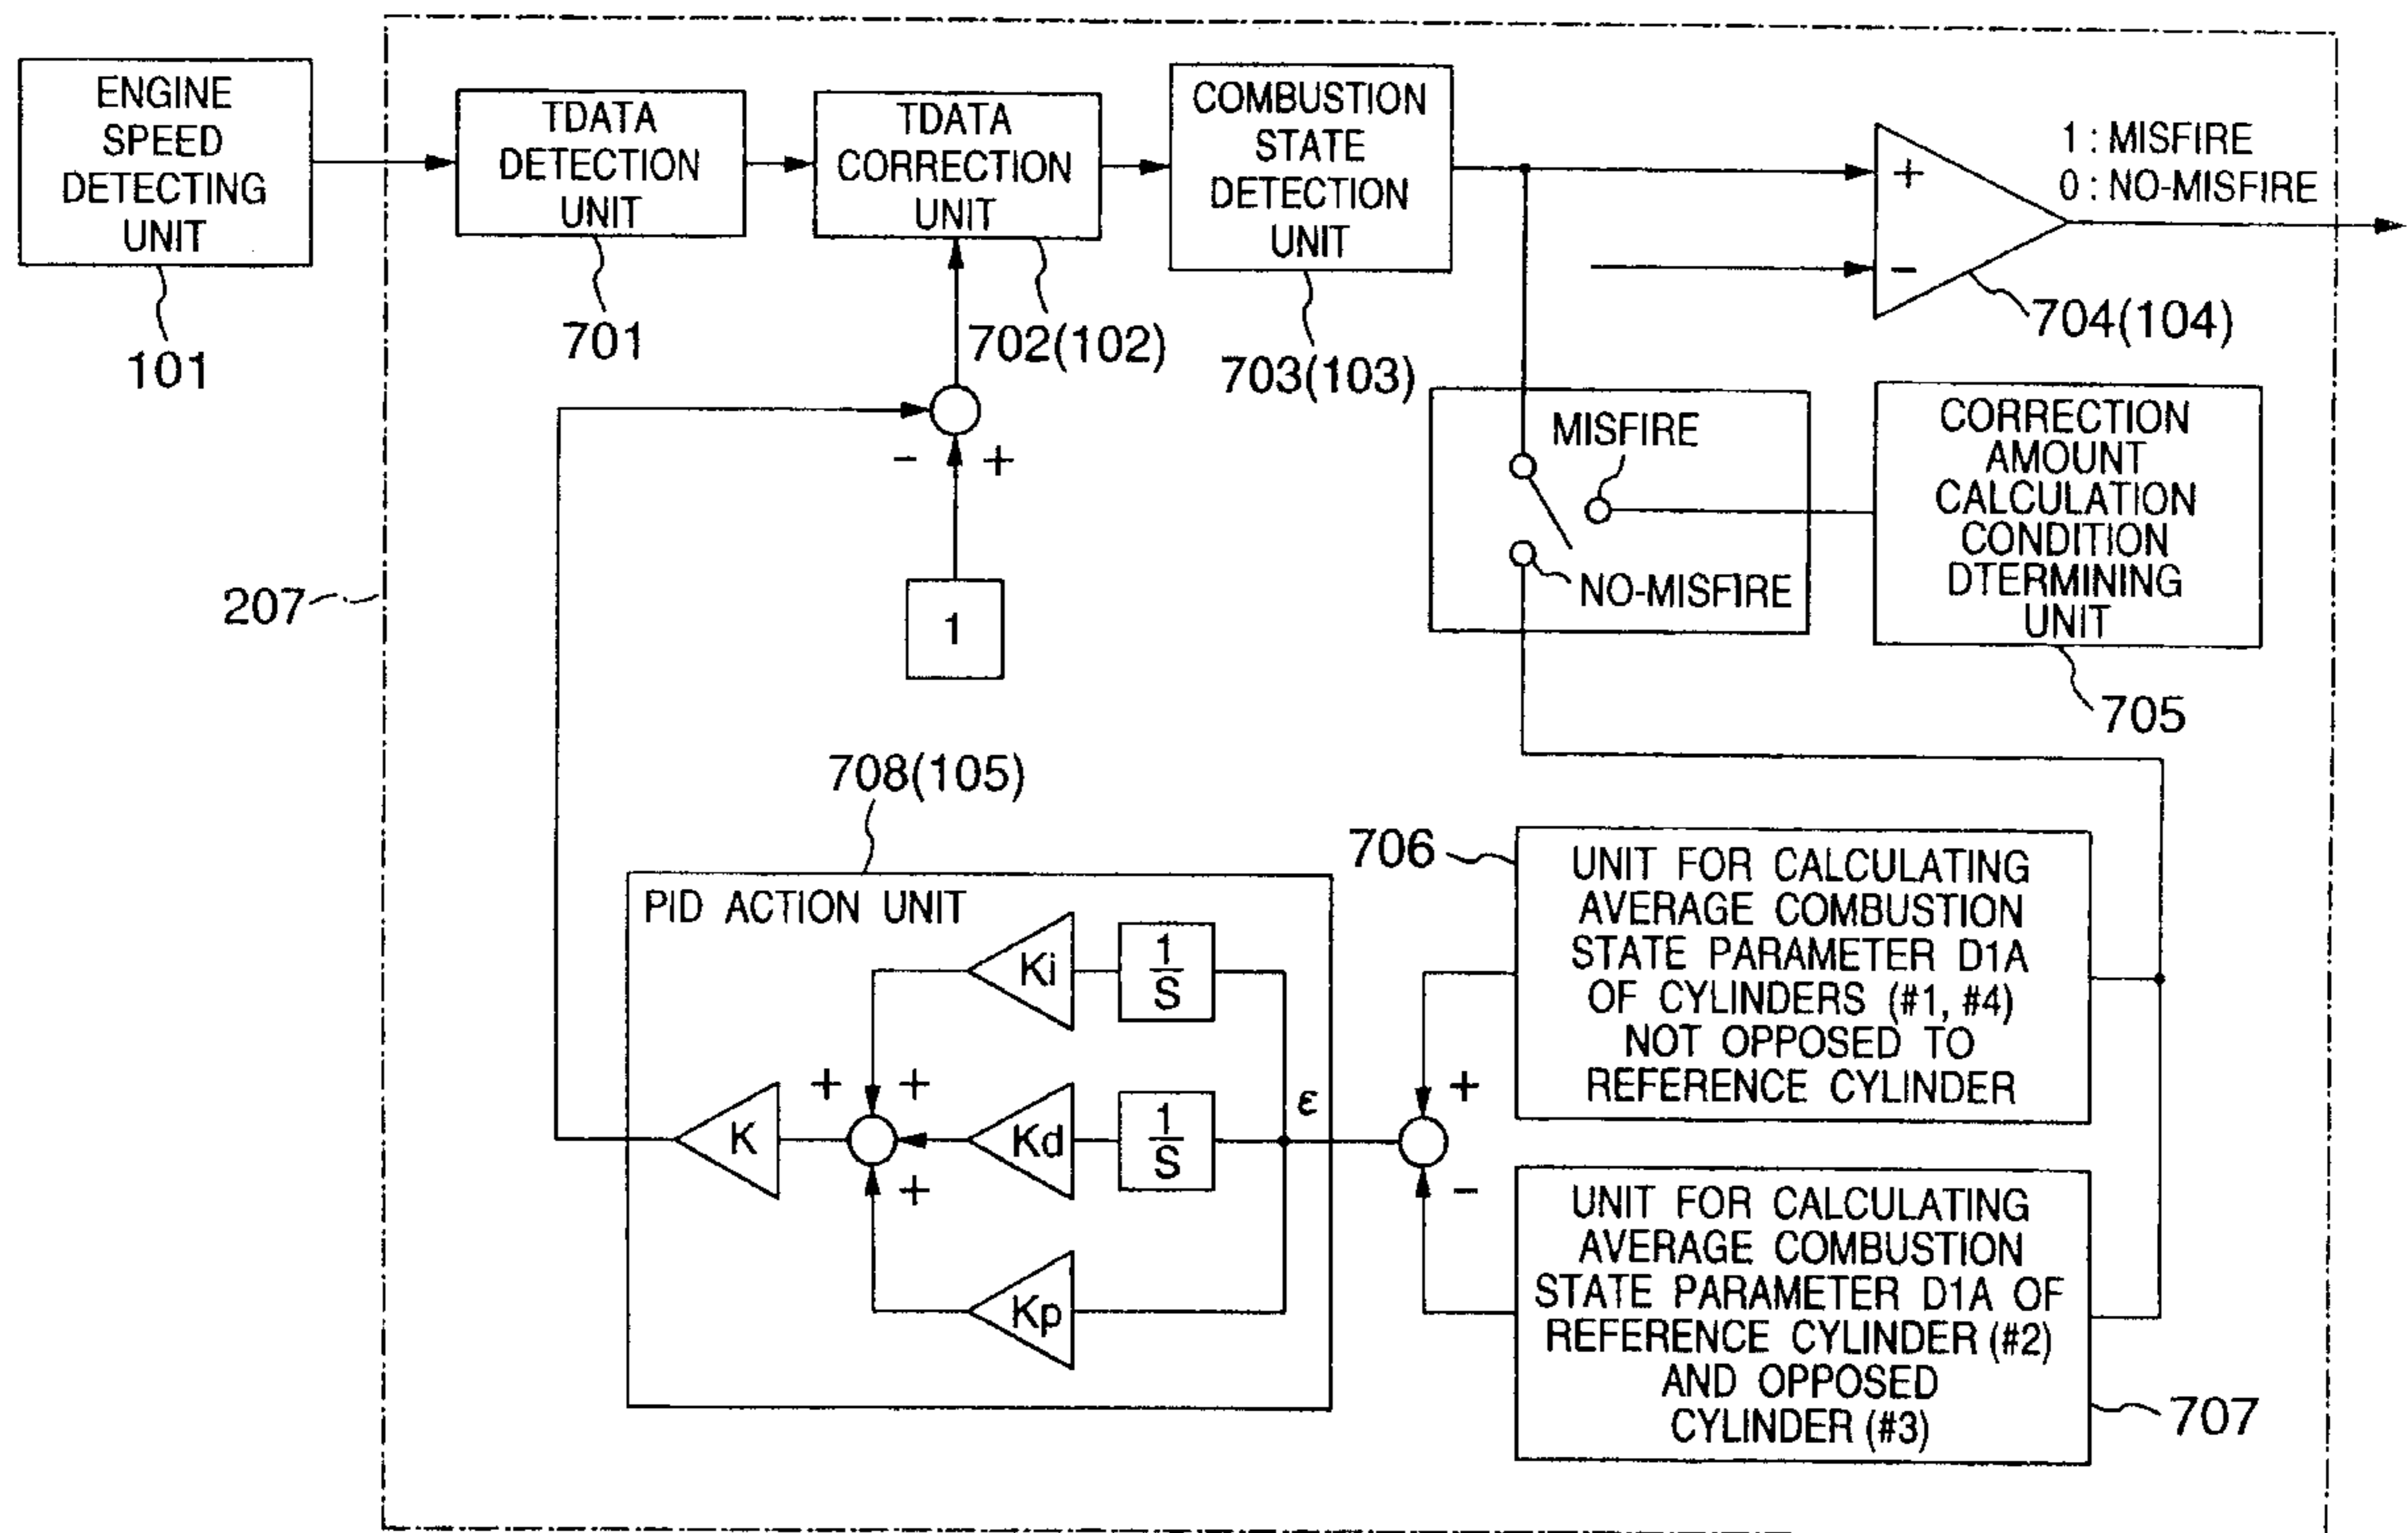 ENGINE
SPEED
DETECTING
UNIT
101
TDATA
DETECTION
UNIT
701
TDATA
CORRECTION
UNIT
702(102)
COMBUSTION
STATE
DETECTION
UNIT
703(103)
+
-
1 : MISFIRE
0 : NO-MISFIRE
704(104)
- +
1
207
MISFIRE
NO-MISFIRE
CORRECTION
AMOUNT
CALCULATION
CONDITION
DTERMINING
UNIT
705
708(105)
PID ACTION UNIT
Ki
1
S
+ +
K
Kd
1
S
ε
+
Kp
+
-
706
UNIT FOR CALCULATING
AVERAGE COMBUSTION
STATE PARAMETER D1A
OF CYLINDERS (#1, #4)
NOT OPPOSED TO
REFERENCE CYLINDER
UNIT FOR CALCULATING
AVERAGE COMBUSTION
STATE PARAMETER D1A OF
REFERENCE CYLINDER (#2)
AND OPPOSED
CYLINDER (#3)
707